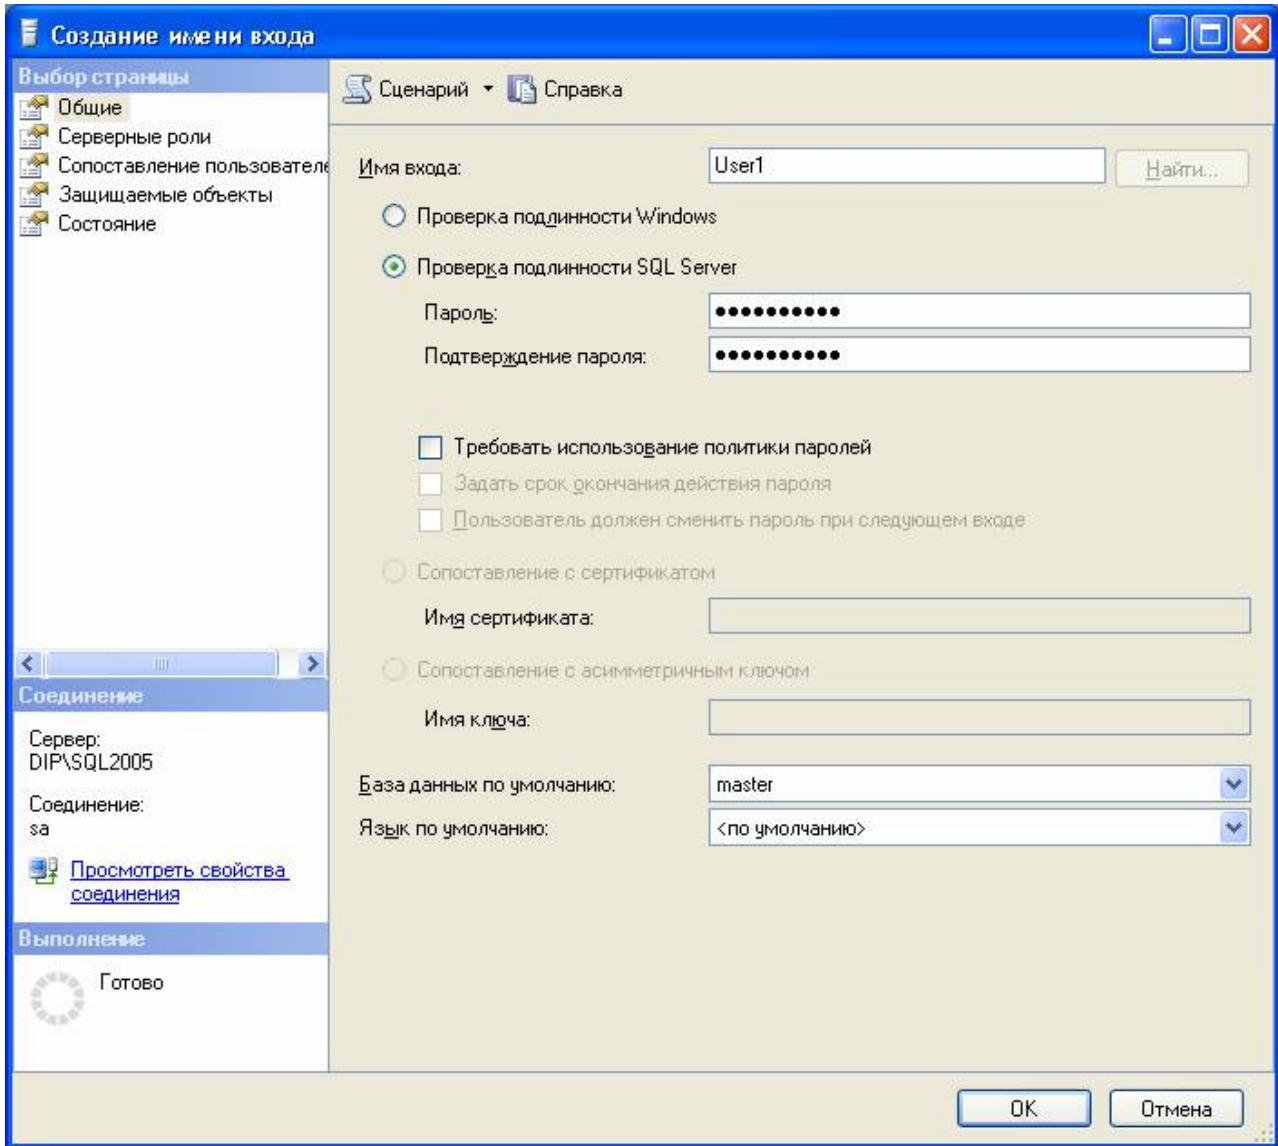 Создание имени входа
Выбор страницы
Общие
Серверные роли
Сопоставление пользователе
Защищаемые объекты
Состояние
Соединение
Сервер:
DIP\SQL2005
Соединение:
sa
Просмотреть свойства
соединения
Выполнение
Готово
Сценарий Справка
Имя входа: User1 Найти...
Проверка подлинности Windows
Проверка подлинности SQL Server
Пароль: ●●●●●●●●●●
Подтверждение пароля: ●●●●●●●●●●
Требовать использование политики паролей
Задать срок окончания действия пароля
Пользователь должен сменить пароль при следующем входе
Сопоставление с сертификатом
Имя сертификата:
Сопоставление с асимметричным ключом
Имя ключа:
База данных по умолчанию: master
Язык по умолчанию: <по умолчанию>
OK Отмена